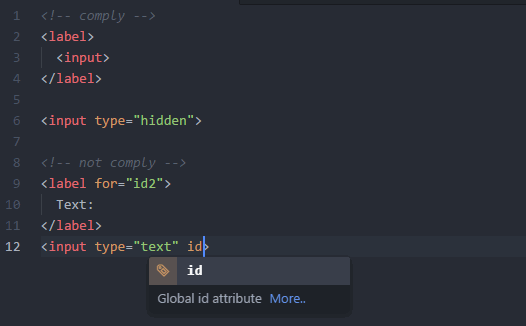 1 <!-- comply -->
2 <label>
3 <input>
4 </label>
5
6 <input type="hidden">
7
8 <!-- not comply -->
9 <label for="id2">
10 Text:
11 </label>
12 <input type="text" id>
id
Global id attribute More..